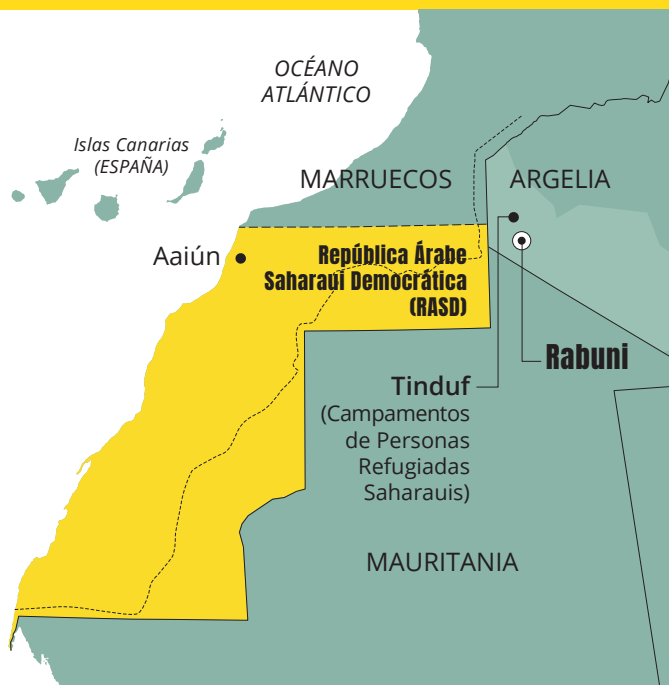 OCÉANO
ATLÁNTICO
Islas Canarias
(ESPAÑA)
MARRUECOS
ARGELIA
Aaiún
República Árabe
Saharaui Democrática
(RASD)
Rabuni
Tinduf
(Campamentos
de Personas
Refugiadas
Saharauis)
MAURITANIA